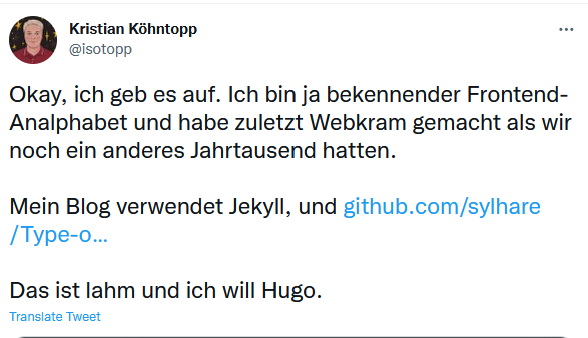 Kristian Köhntopp
@isotopp
Okay, ich geb es auf. Ich bin ja bekennender Frontend-
Analphabet und habe zuletzt Webkram gemacht als wir
noch ein anderes Jahrtausend hatten.
Mein Blog verwendet Jekyll, und github.com/sylhare
/Type-o…
Das ist lahm und ich will Hugo.
Translate Tweet